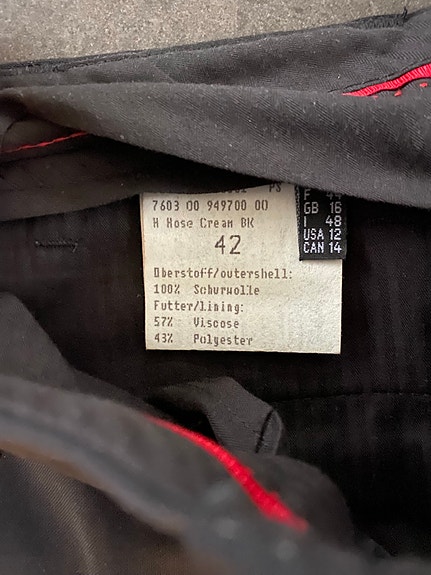 7603 00 949700 00
H Hose Cream BK
42
Oberstoff/outershell:
100% Schurwolle
Futter/lining:
57% Viscose
43% Polyester
F 44
GB 16
I 48
USA 12
CAN 14